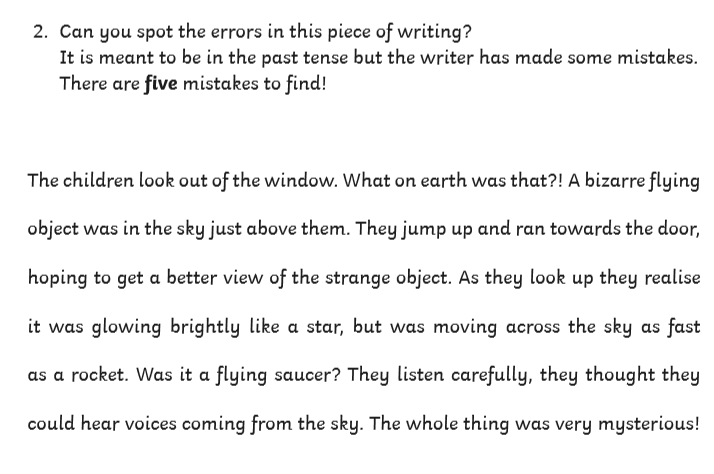 2. Can you spot the errors in this piece of writing?
It is meant to be in the past tense but the writer has made some mistakes.
There are five mistakes to find!
The children look out of the window. What on earth was that?! A bizarre flying
object was in the sky just above them. They jump up and ran towards the door,
hoping to get a better view of the strange object. As they look up they realise
it was glowing brightly like a star, but was moving across the sky as fast
as a rocket. Was it a flying saucer? They listen carefully, they thought they
could hear voices coming from the sky. The whole thing was very mysterious!